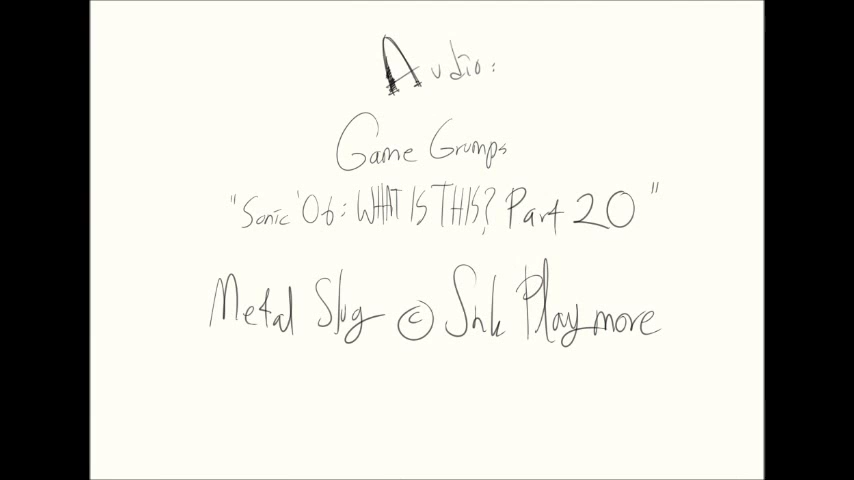 Audio:
Game Grumps
"Sonic '06: WHAT IS THIS? Part 20"
Metal Slug © Snk Playmore